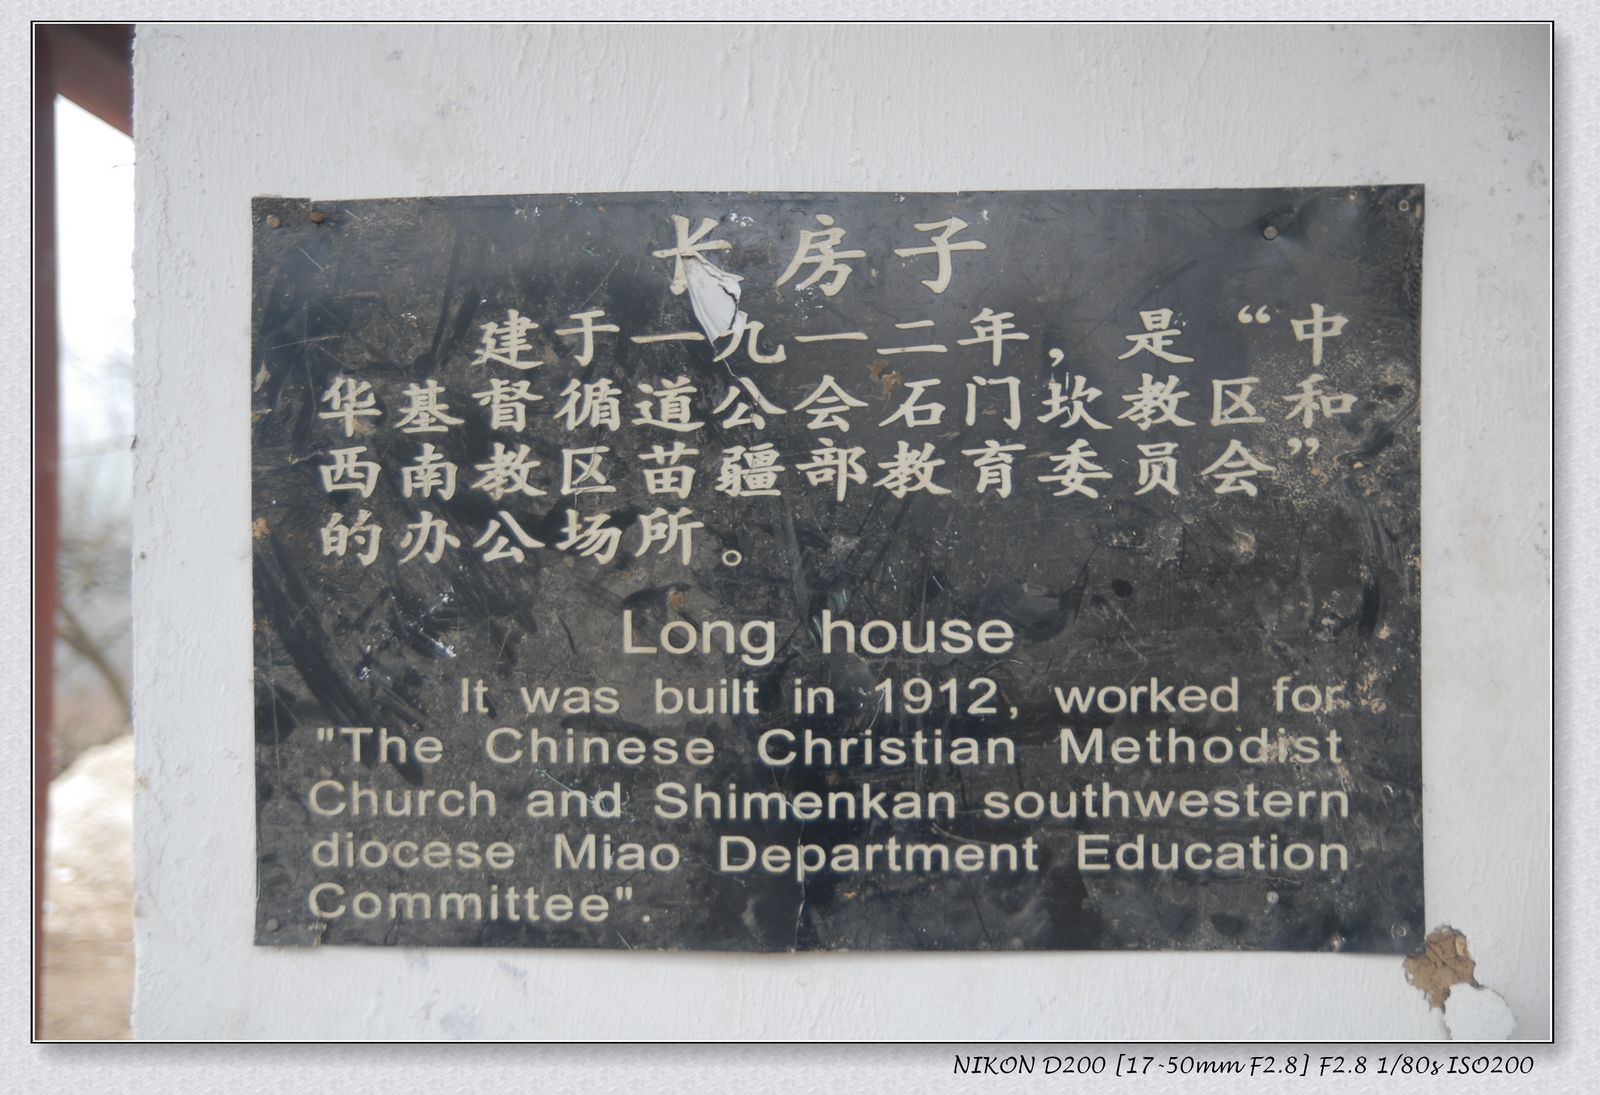 长房子
建于一九一二年，是“中
华基督循道公会石门坎教区和
西南教区苗疆部教育委员会”
的办公场所。
Long house
It was built in 1912, worked for
"The Chinese Christian Methodist
Church and Shimenkan southwestern
diocese Miao Department Education
Committee".
NIKON D200 [17-50mm F2.8] F2.8 1/80s ISO200